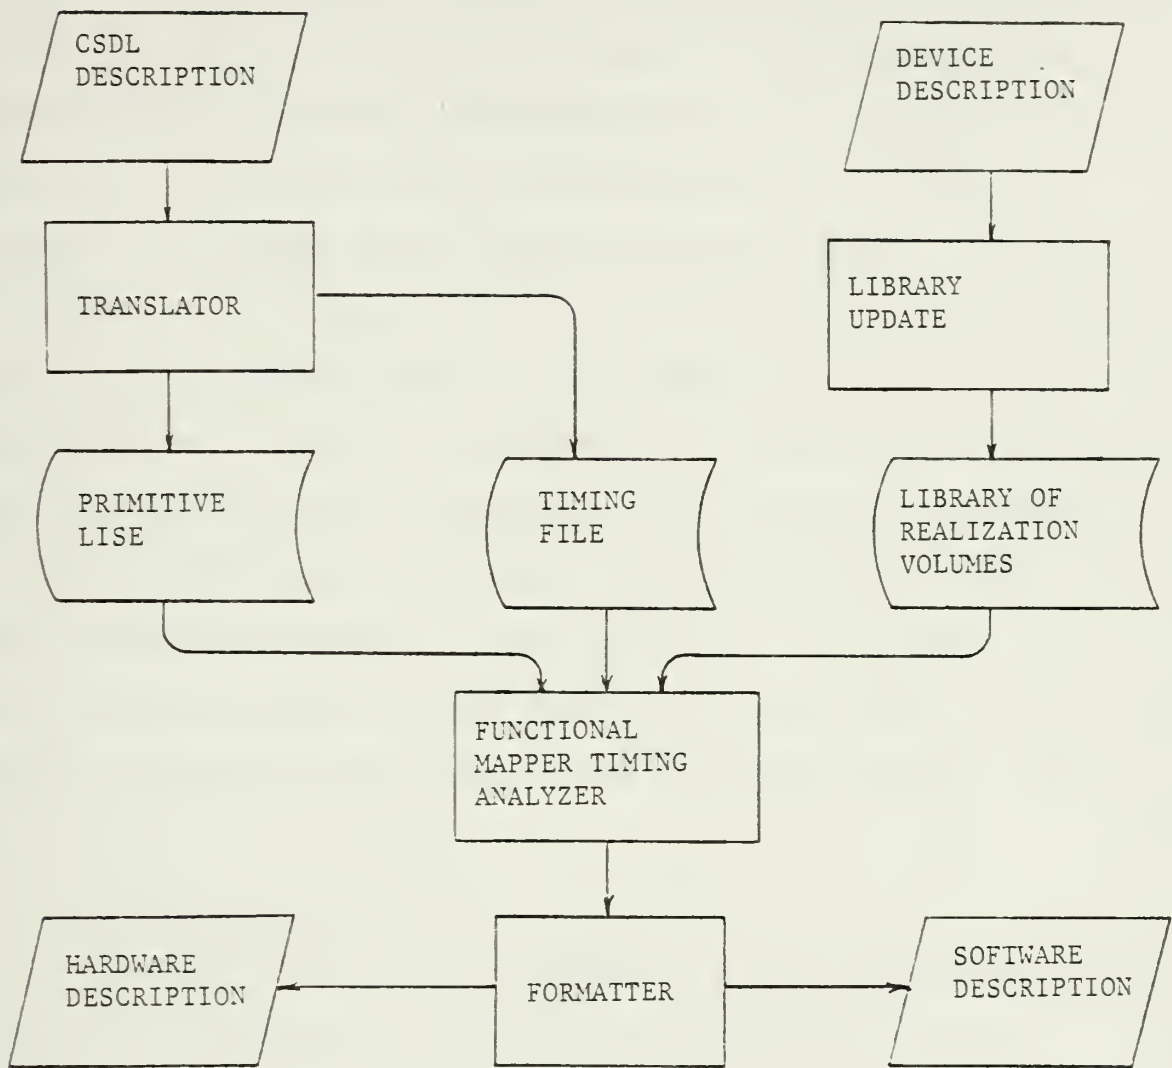 CSDL
DESCRIPTION
DEVICE
DESCRIPTION
TRANSLATOR
LIBRARY
UPDATE
PRIMITIVE
LISE
TIMING
FILE
LIBRARY OF
REALIZATION
VOLUMES
FUNCTIONAL
MAPPER TIMING
ANALYZER
HARDWARE
DESCRIPTION
FORMATTER
SOFTWARE
DESCRIPTION